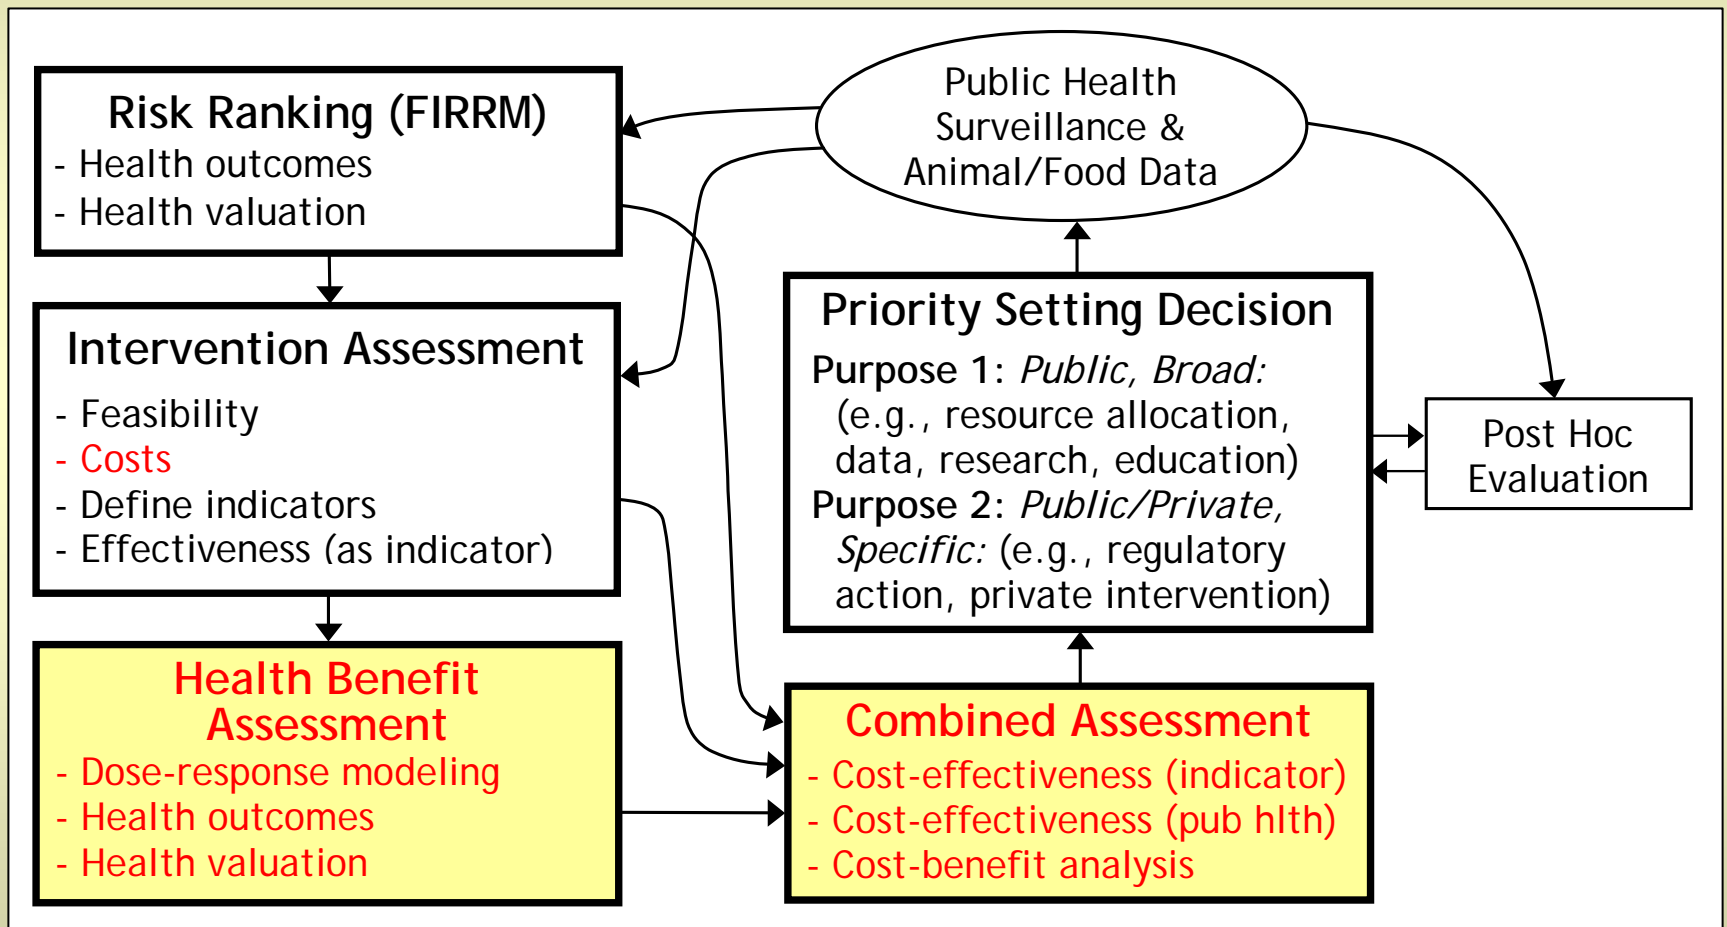 Risk Ranking (FIRRM)
- Health outcomes
- Health valuation
Public Health
Surveillance &
Animal/Food Data
Intervention Assessment
- Feasibility
- Costs
- Define indicators
- Effectiveness (as indicator)
Priority Setting Decision
Purpose 1: Public, Broad:
(e.g., resource allocation,
data, research, education)
Purpose 2: Public/Private,
Specific: (e.g., regulatory
action, private intervention)
Post Hoc
Evaluation
Health Benefit
Assessment
- Dose-response modeling
- Health outcomes
- Health valuation
Combined Assessment
- Cost-effectiveness (indicator)
- Cost-effectiveness (pub hlth)
- Cost-benefit analysis